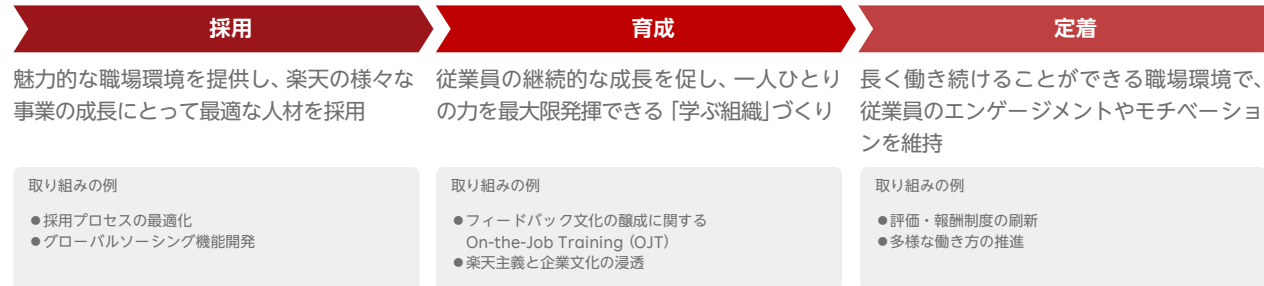 採用
魅力的な職場環境を提供し、楽天の様々な
事業の成長にとって最適な人材を採用
取り組みの例
●採用プロセスの最適化
●グローバルソーシング機能開発
育成
従業員の継続的な成長を促し、一人ひとり
の力を最大限発揮できる「学ぶ組織」づくり
取り組みの例
●フィードバック文化の醸成に関する
On-the-Job Training (OJT)
●楽天主義と企業文化の浸透
定着
長く働き続けることができる職場環境で、
従業員のエンゲージメントやモチベーショ
ンを維持
取り組みの例
●評価・報酬制度の刷新
●多様な働き方の推進